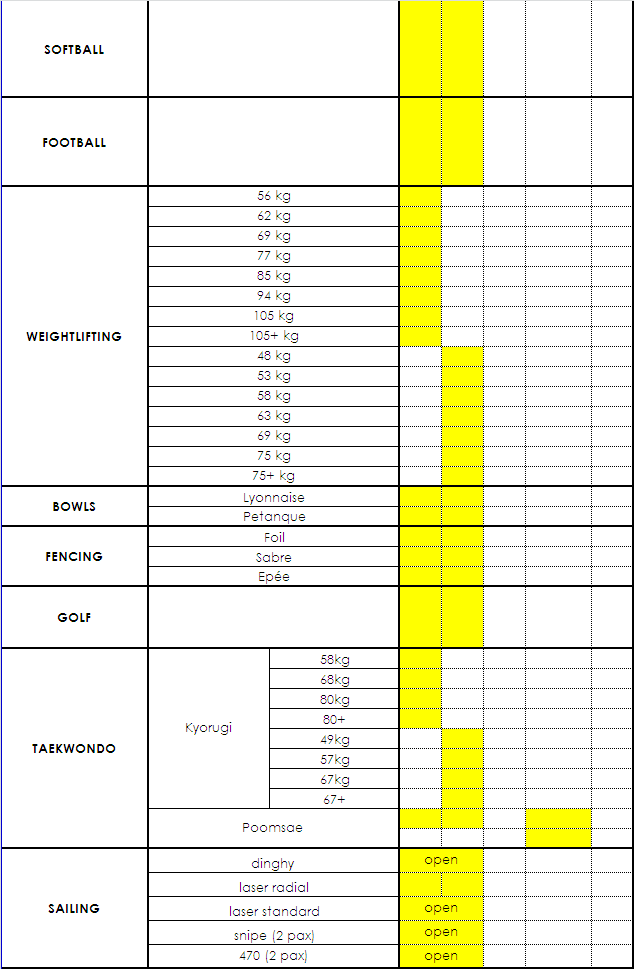 SOFTBALL
FOOTBALL
WEIGHTLIFTING
56 kg
62 kg
69 kg
77 kg
85 kg
94 kg
105 kg
105+ kg
48 kg
53 kg
58 kg
63 kg
69 kg
75 kg
75+ kg
BOWLS
Lyonnaise
Petanque
FENCING
Foil
Sabre
Epée
GOLF
TAEKWONDO
Kyorugi
58kg
68kg
80kg
80+
49kg
57kg
67kg
67+
Poomsae
SAILING
dinghy open
laser radial
laser standard open
snipe (2 pax) open
470 (2 pax) open